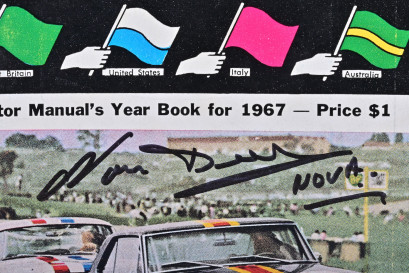 t Britain United States Italy Australia
tor Manual's Year Book for 1967 — Price $1
NOVA